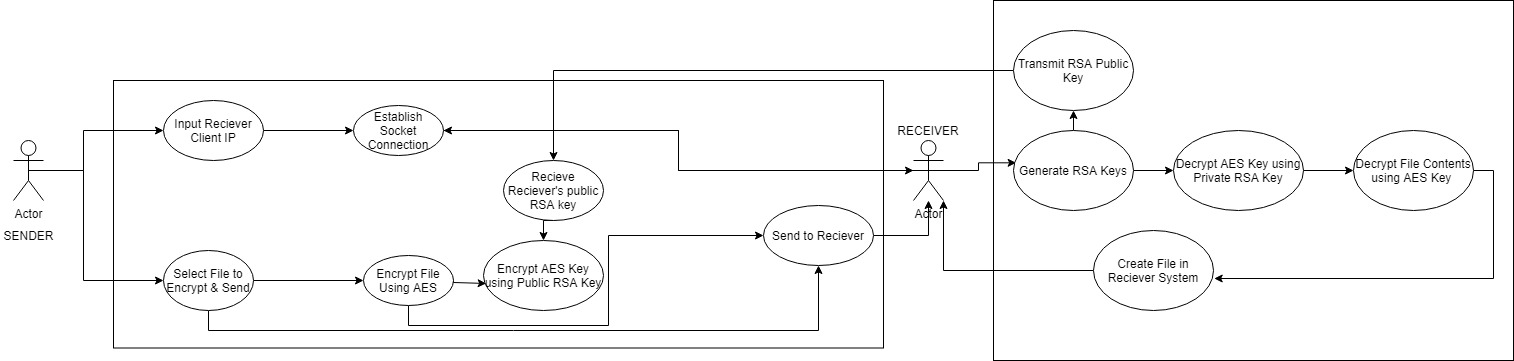 Actor
SENDER
Input Reciever
Client IP
Establish
Socket
Connection
Recieve
Reciever's public
RSA key
Select File to
Encrypt & Send
Encrypt File
Using AES
Encrypt AES Key
using Public RSA Key
Send to Reciever
RECEIVER
Actor
Transmit RSA Public
Key
Generate RSA Keys
Decrypt AES Key using
Private RSA Key
Decrypt File Contents
using AES Key
Create File in
Reciever System